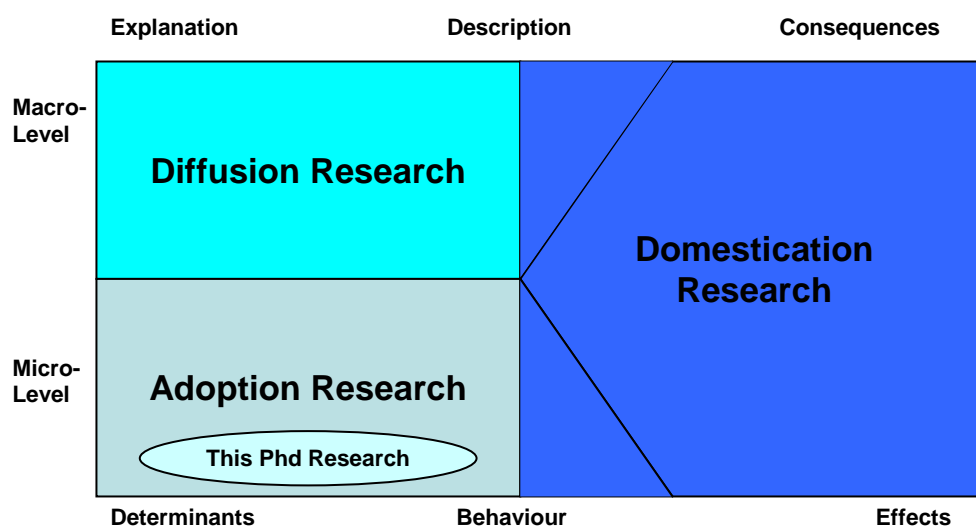 Explanation Description Consequences
Macro-
Level
Diffusion Research
Domestication
Research
Micro-
Level
Adoption Research
This Phd Research
Determinants Behaviour Effects